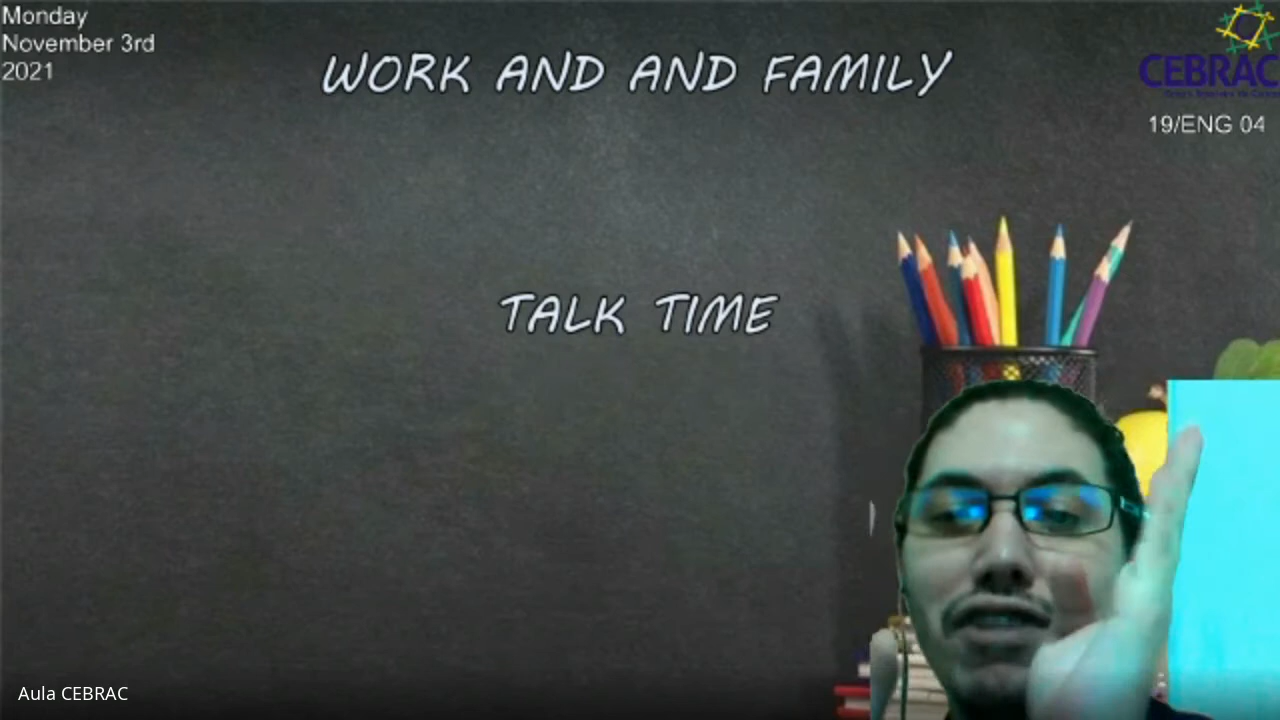 Monday
November 3rd
2021
WORK AND AND FAMILY
CEBRAC
19/ENG 04
TALK TIME
Aula CEBRAC